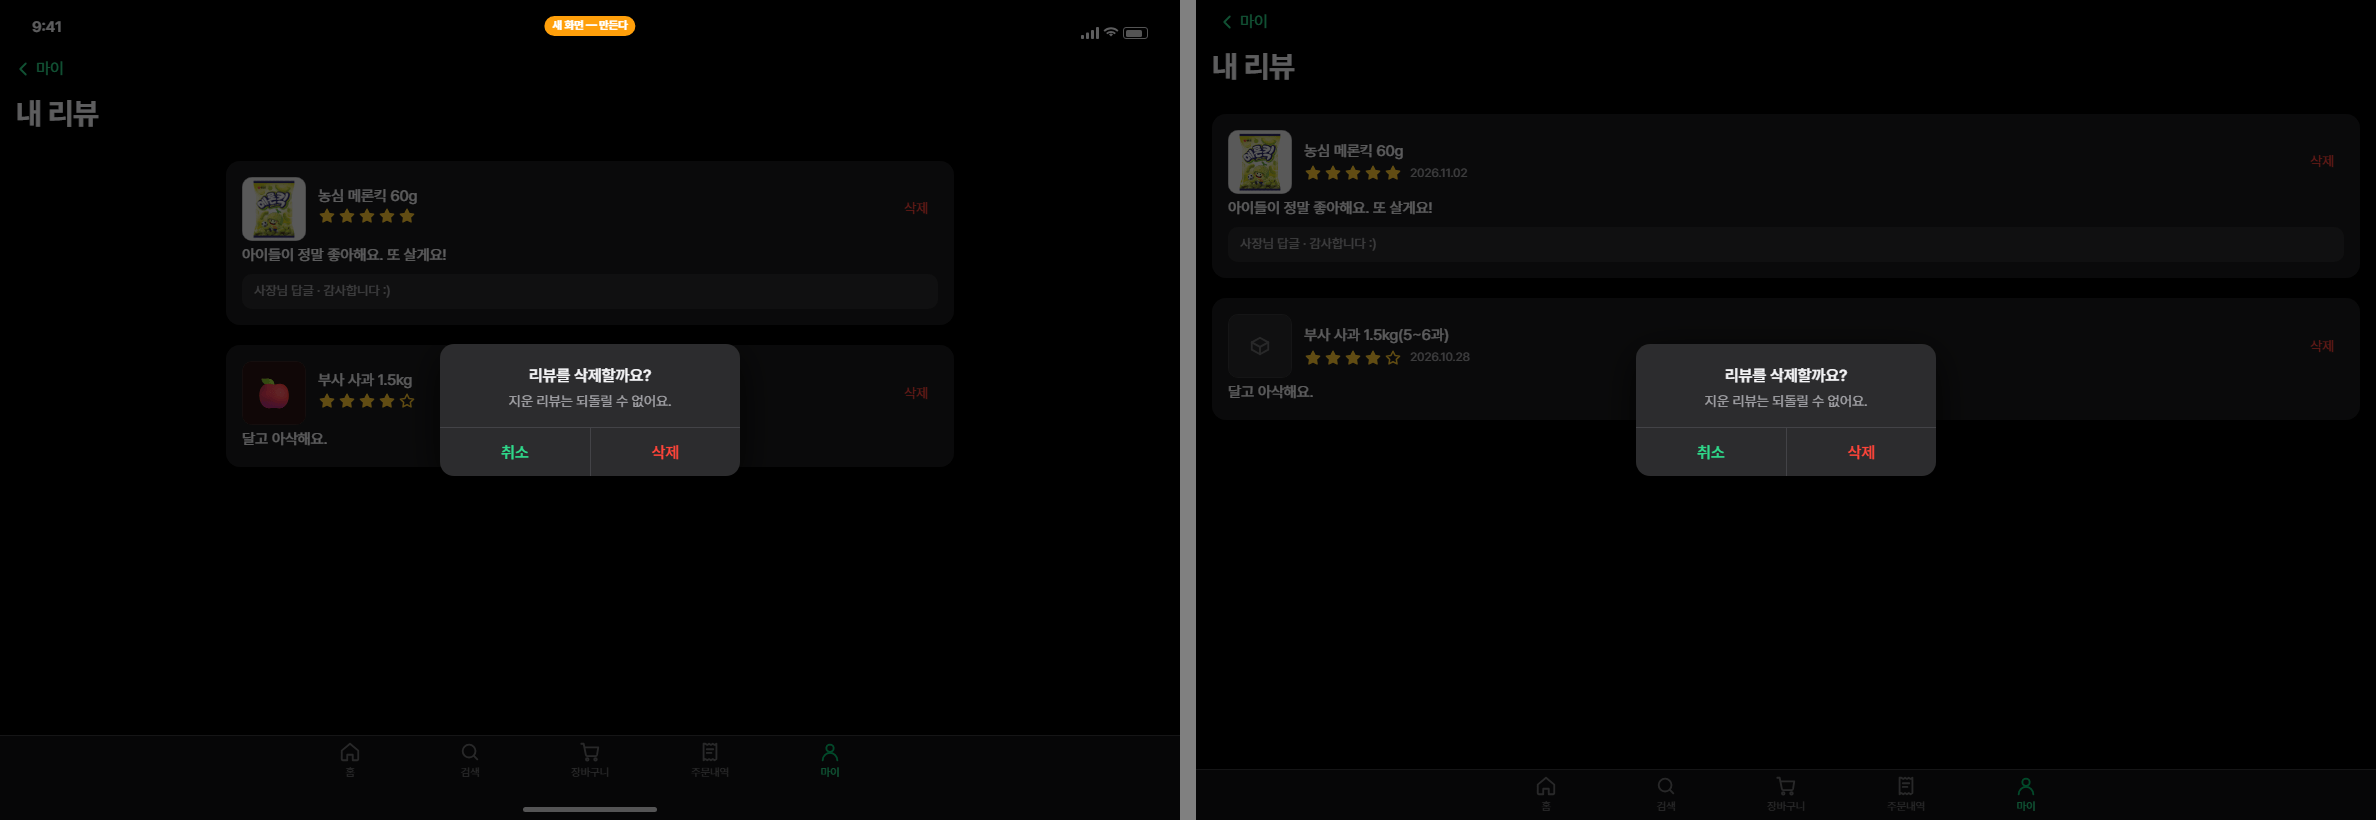 9:41
새 화면 — 만든다
마이
내 리뷰
농심 메론킥 60g
삭제
메론킥
아이들이 정말 좋아해요. 또 살게요!
사장님 답글 · 감사합니다 :)
부사 사과 1.5kg
삭제
달고 아삭해요.
리뷰를 삭제할까요?
지운 리뷰는 되돌릴 수 없어요.
취소
삭제
홈
검색
장바구니
주문내역
마이
마이
내 리뷰
농심 메론킥 60g
2026.11.02
삭제
메론킥
아이들이 정말 좋아해요. 또 살게요!
사장님 답글 · 감사합니다 :)
부사 사과 1.5kg(5~6과)
2026.10.28
삭제
달고 아삭해요.
리뷰를 삭제할까요?
지운 리뷰는 되돌릴 수 없어요.
취소
삭제
홈
검색
장바구니
주문내역
마이